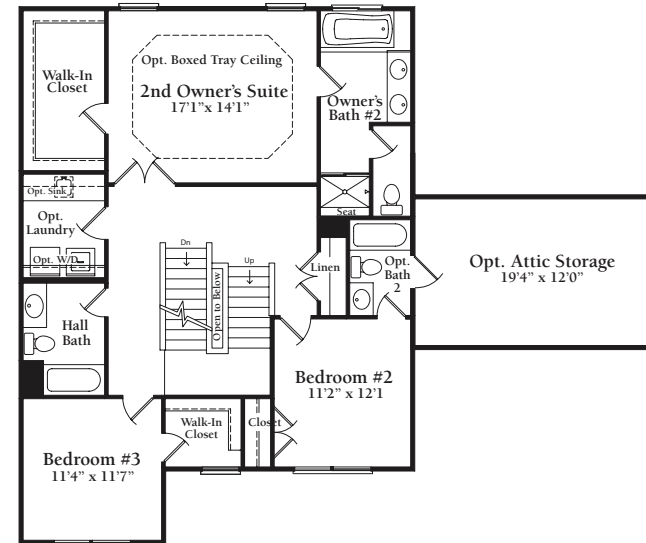 Walk-In
Closet
Opt. Boxed Tray Ceiling
2nd Owner's Suite
17'1"x 14'1"
Owner's
Bath #2
Opt. Sink
Opt.
Laundry
Opt. W/D
Seat
Dn
Up
Open to Below
Linen
Opt.
Bath
2
Opt. Attic Storage
19'4" x 12'0"
Hall
Bath
Bedroom #2
11'2" x 12'1
Walk-In
Closet
Closet
Bedroom #3
11'4" x 11'7"